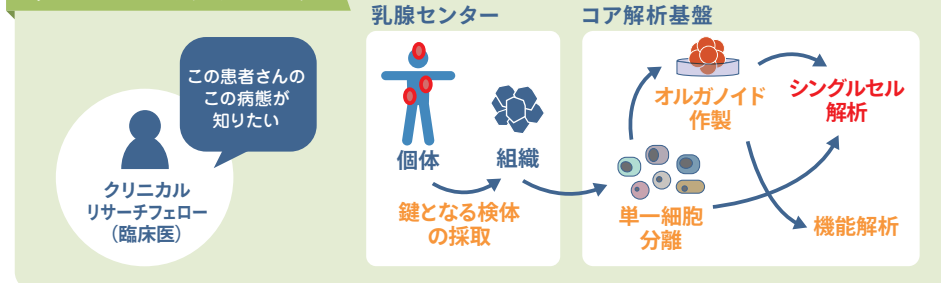 乳腺センター
コア解析基盤
この患者さんの
この病態が
知りたい
クリニカル
リサーチフェロー
(臨床医)
個体
組織
鍵となる検体
の採取
オルガノイド
作製
シングルセル
解析
単一細胞
分離
機能解析